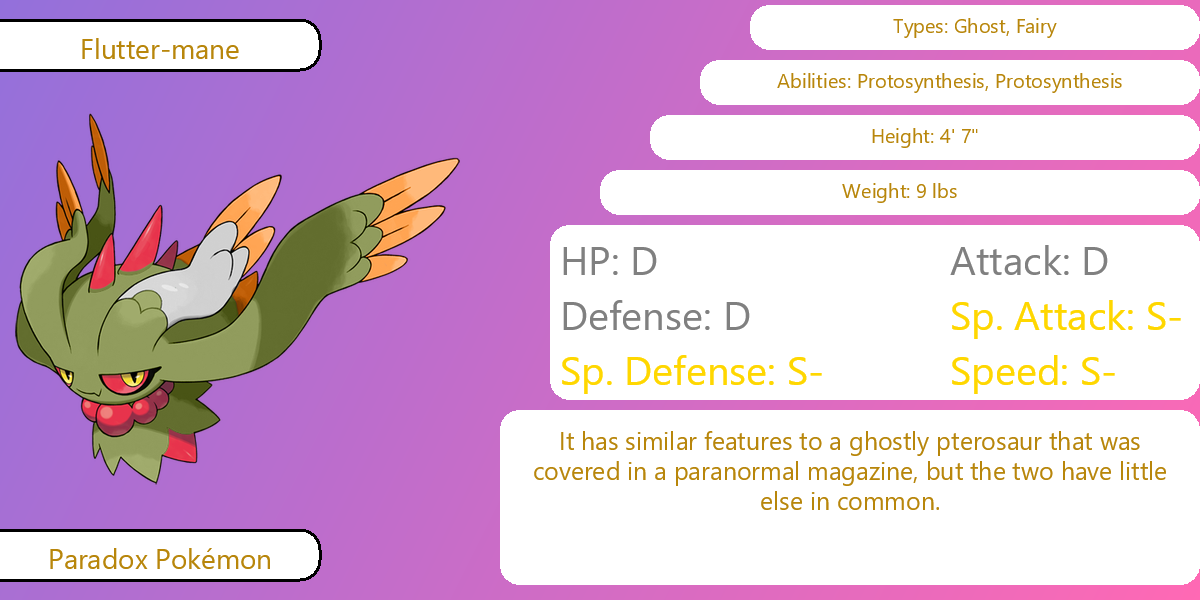 Flutter-mane
Types: Ghost, Fairy
Abilities: Protosynthesis, Protosynthesis
Height: 4' 7"
Weight: 9 lbs
HP: D
Attack: D
Defense: D
Sp. Attack: S-
Sp. Defense: S-
Speed: S-
It has similar features to a ghostly pterosaur that was
covered in a paranormal magazine, but the two have little
else in common.
Paradox Pokémon